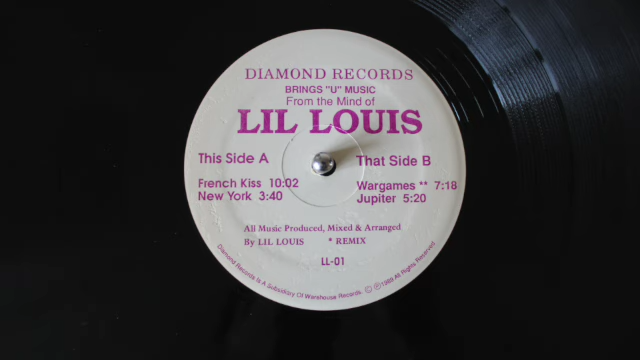 DIAMOND RECORDS
BRINGS "U" MUSIC
From the Mind of
LIL LOUIS
This Side A
French Kiss 10:02
New York 3:40
That Side B
Wargames ** 7:18
Jupiter 5:20
All Music Produced, Mixed & Arranged
By LIL LOUIS * REMIX
LL-01
Diamond Records Is A Subsidiary Of Warehouse Records. © ℗ 1989 All Rights Reserved.